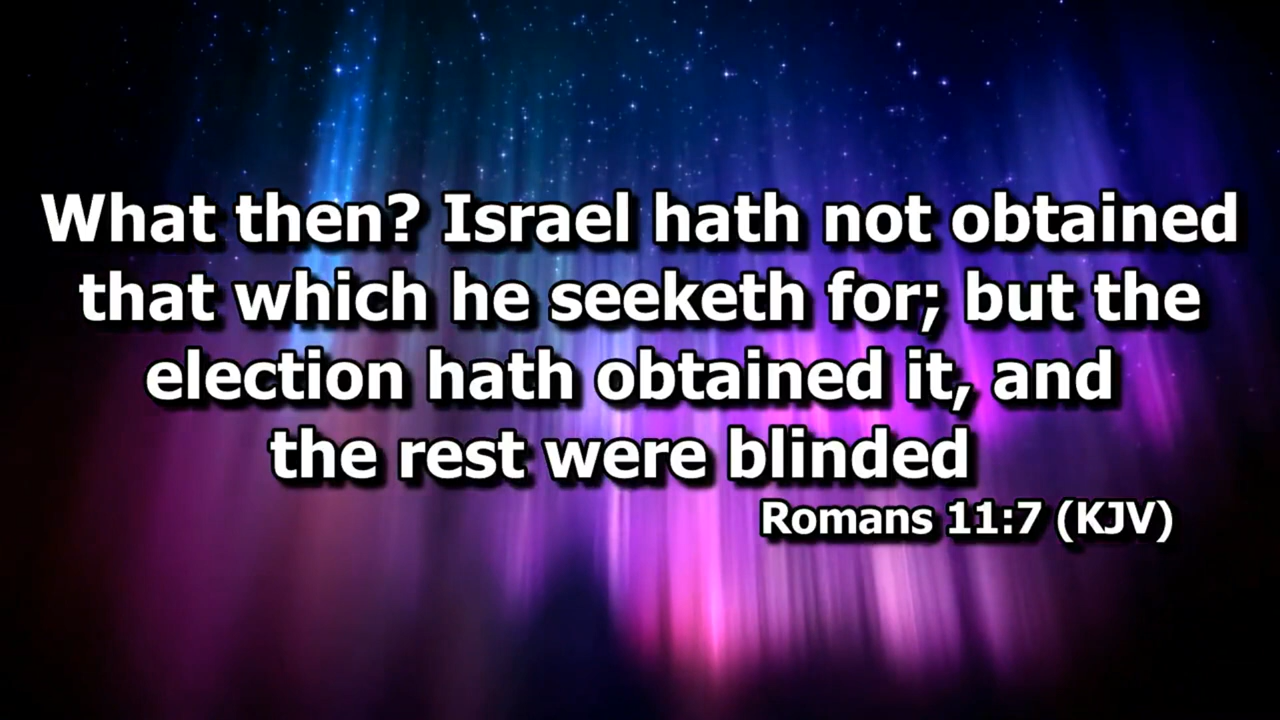 What then? Israel hath not obtained
that which he seeketh for; but the
election hath obtained it, and
the rest were blinded
Romans 11:7 (KJV)